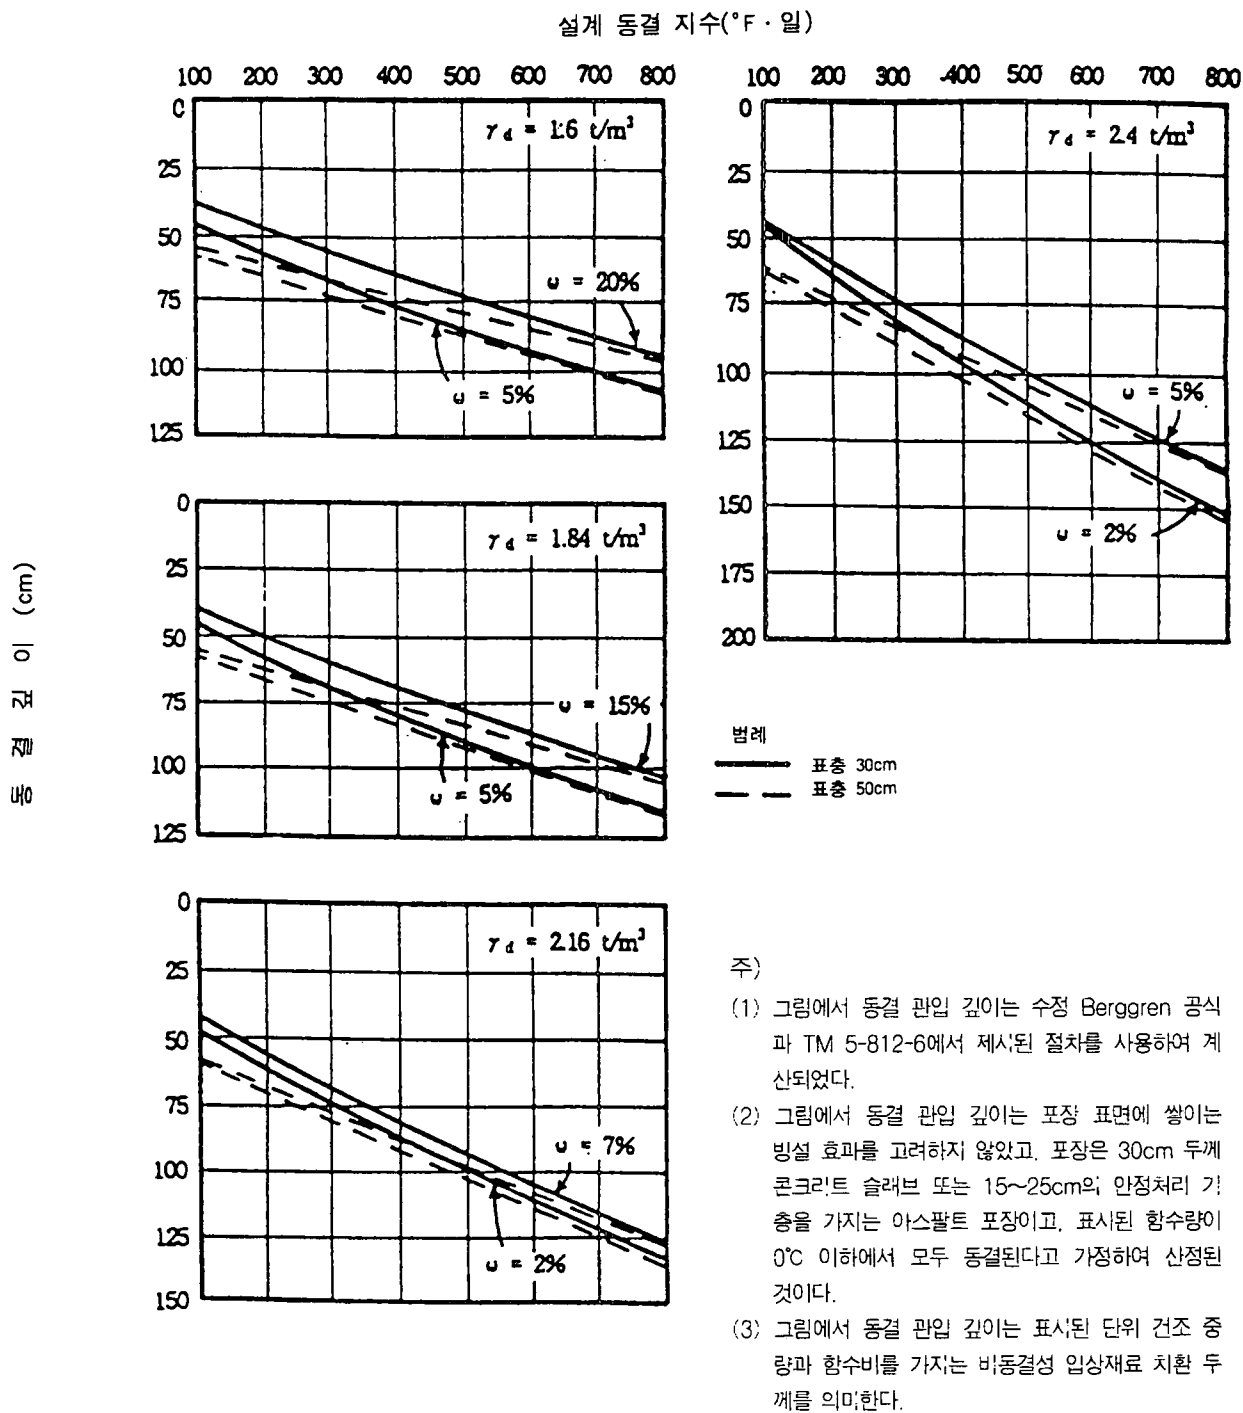 설계 동결 지수(°F · 일)
100 200 300 400 500 600 700 800
0
25
50
75
100
125
γd = 1.6 t/m³
ω = 20%
ω = 5%
100 200 300 400 500 600 700 800
0
25
50
75
100
125
150
175
200
γd = 2.4 t/m³
ω = 5%
ω = 2%
동결 깊이 (cm)
0
25
50
75
100
125
γd = 1.84 t/m³
ω = 15%
ω = 5%
범례
표층 30cm
표층 50cm
0
25
50
75
100
125
150
γd = 2.16 t/m³
ω = 7%
ω = 2%
주)
(1) 그림에서 동결 관입 깊이는 수정 Berggren 공식
과 TM 5-812-6에서 제시된 절차를 사용하여 계
산되었다.
(2) 그림에서 동결 관입 깊이는 포장 표면에 쌓이는
빙설 효과를 고려하지 않았고, 포장은 30cm 두께
콘크리트 슬래브 또는 15~25cm의 안정처리 기
층을 가지는 아스팔트 포장이고, 표시된 함수량이
0℃ 이하에서 모두 동결된다고 가정하여 산정된
것이다.
(3) 그림에서 동결 관입 깊이는 표시된 단위 건조 중
량과 함수비를 가지는 비동결성 입상재료 치환 두
께를 의미한다.